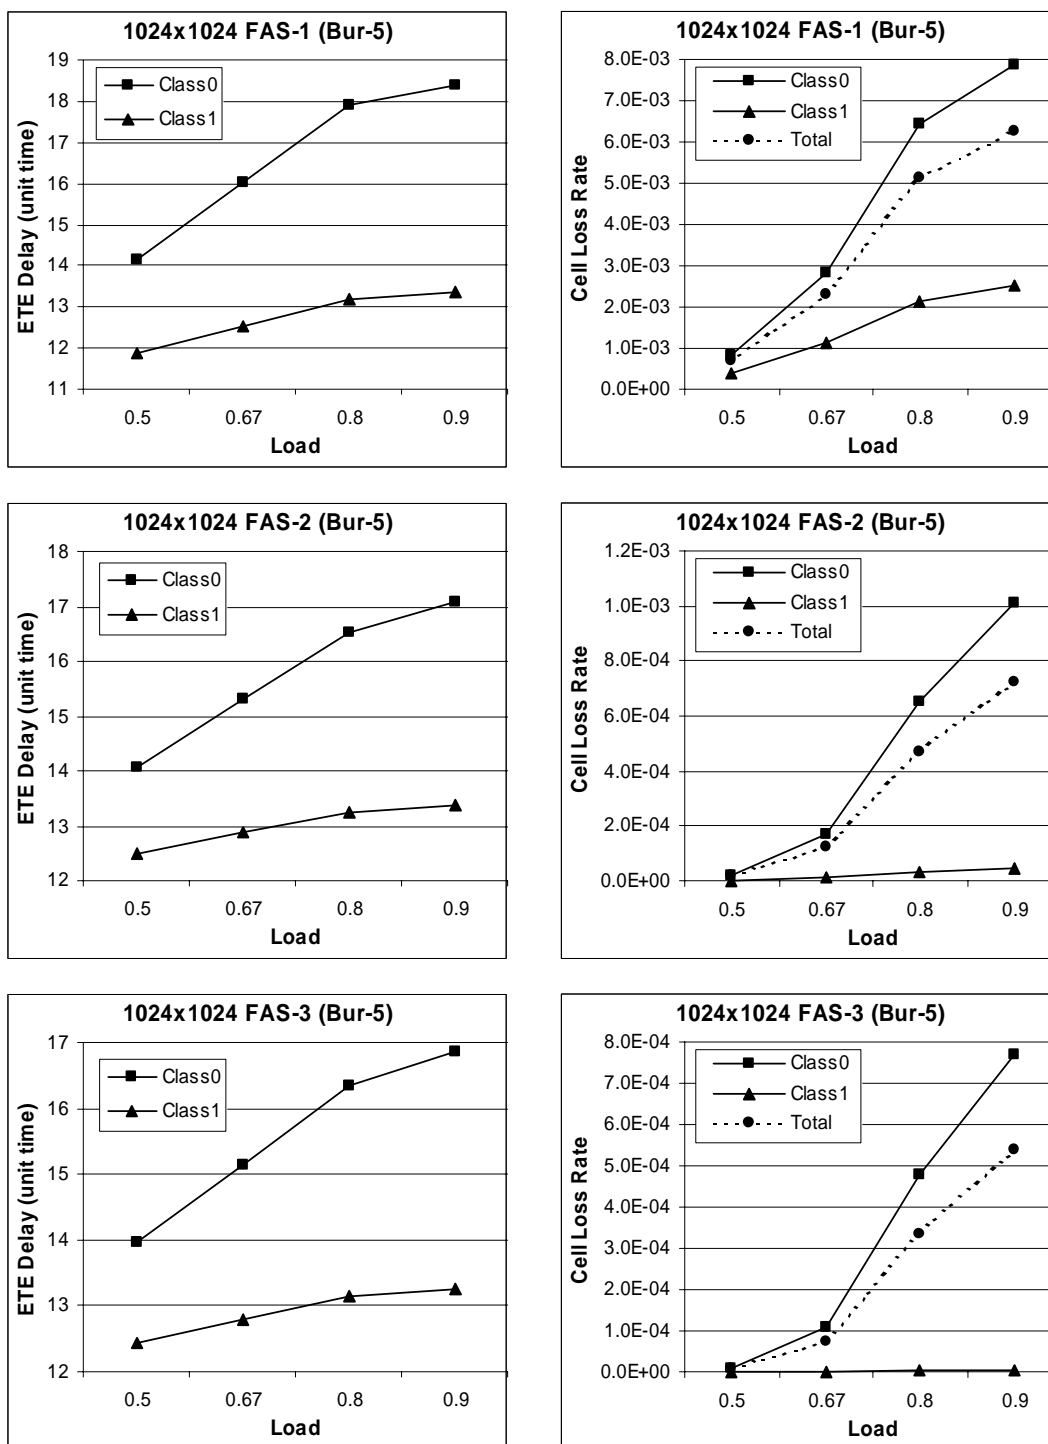 1024x1024 FAS-1 (Bur-5)
ETE Delay (unit time)
19
18
17
16
15
14
13
12
11
Class0
Class1
0.5 0.67 0.8 0.9
Load
1024x1024 FAS-1 (Bur-5)
Cell Loss Rate
8.0E-03
7.0E-03
6.0E-03
5.0E-03
4.0E-03
3.0E-03
2.0E-03
1.0E-03
0.0E+00
Class0
Class1
Total
0.5 0.67 0.8 0.9
Load
1024x1024 FAS-2 (Bur-5)
ETE Delay (unit time)
18
17
16
15
14
13
12
Class0
Class1
0.5 0.67 0.8 0.9
Load
1024x1024 FAS-2 (Bur-5)
Cell Loss Rate
1.2E-03
1.0E-03
8.0E-04
6.0E-04
4.0E-04
2.0E-04
0.0E+00
Class0
Class1
Total
0.5 0.67 0.8 0.9
Load
1024x1024 FAS-3 (Bur-5)
ETE Delay (unit time)
17
16
15
14
13
12
Class0
Class1
0.5 0.67 0.8 0.9
Load
1024x1024 FAS-3 (Bur-5)
Cell Loss Rate
8.0E-04
7.0E-04
6.0E-04
5.0E-04
4.0E-04
3.0E-04
2.0E-04
1.0E-04
0.0E+00
Class0
Class1
Total
0.5 0.67 0.8 0.9
Load